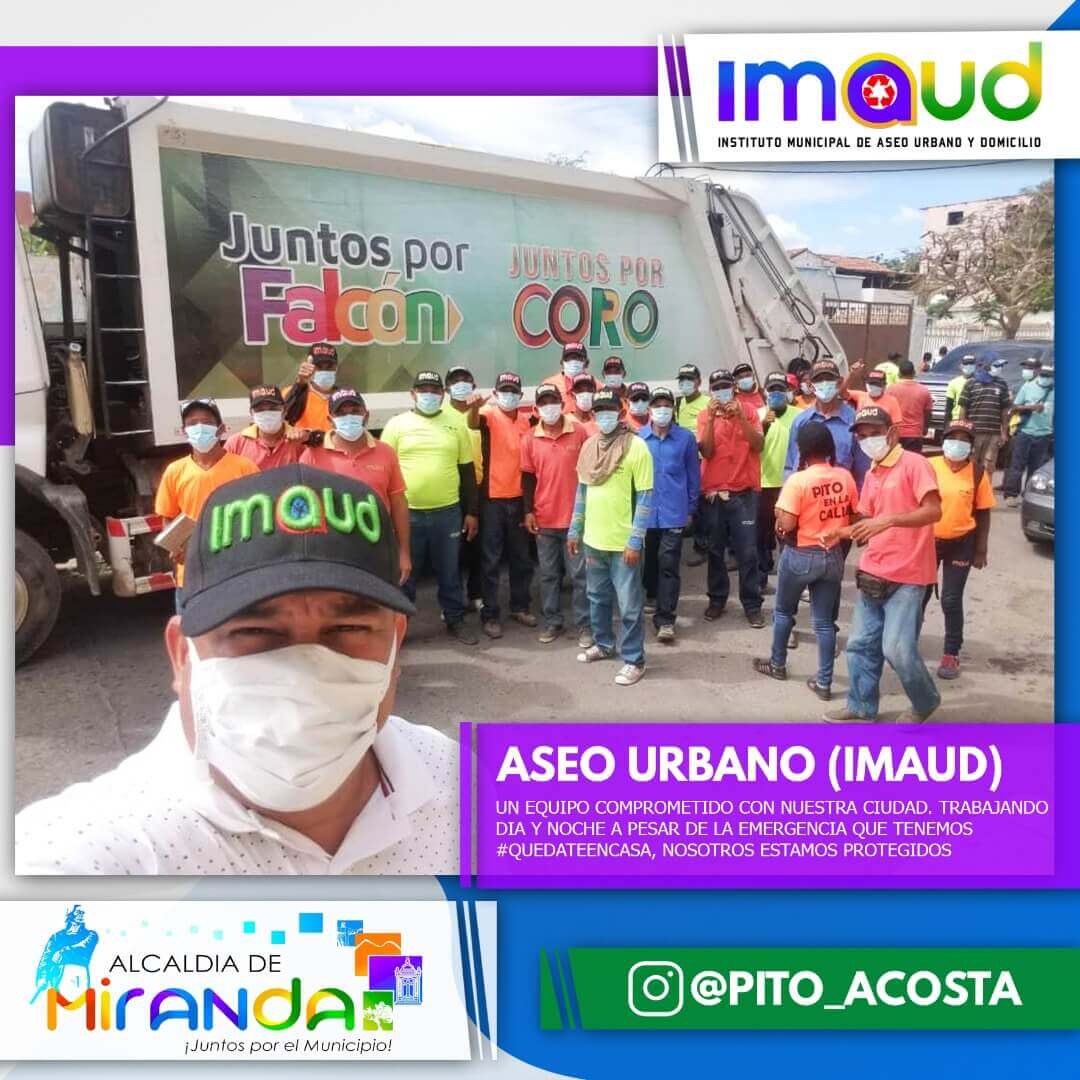 imaud
INSTITUTO MUNICIPAL DE ASEO URBANO Y DOMICILIO
Juntos por
Falcón
JUNTOS POR
CORO
imaud
PITO
EN LA
ASEO URBANO (IMAUD)
UN EQUIPO COMPROMETIDO CON NUESTRA CIUDAD. TRABAJANDO
DIA Y NOCHE A PESAR DE LA EMERGENCIA QUE TENEMOS
#QUEDATEENCASA, NOSOTROS ESTAMOS PROTEGIDOS
ALCALDIA DE
MIRANDA
¡Juntos por el Municipio!
@PITO_ACOSTA